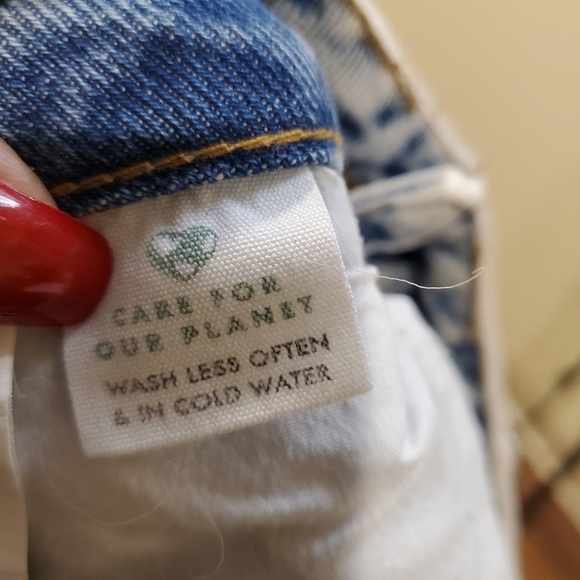 CARE FOR
OUR PLANET
WASH LESS OFTEN
& IN COLD WATER